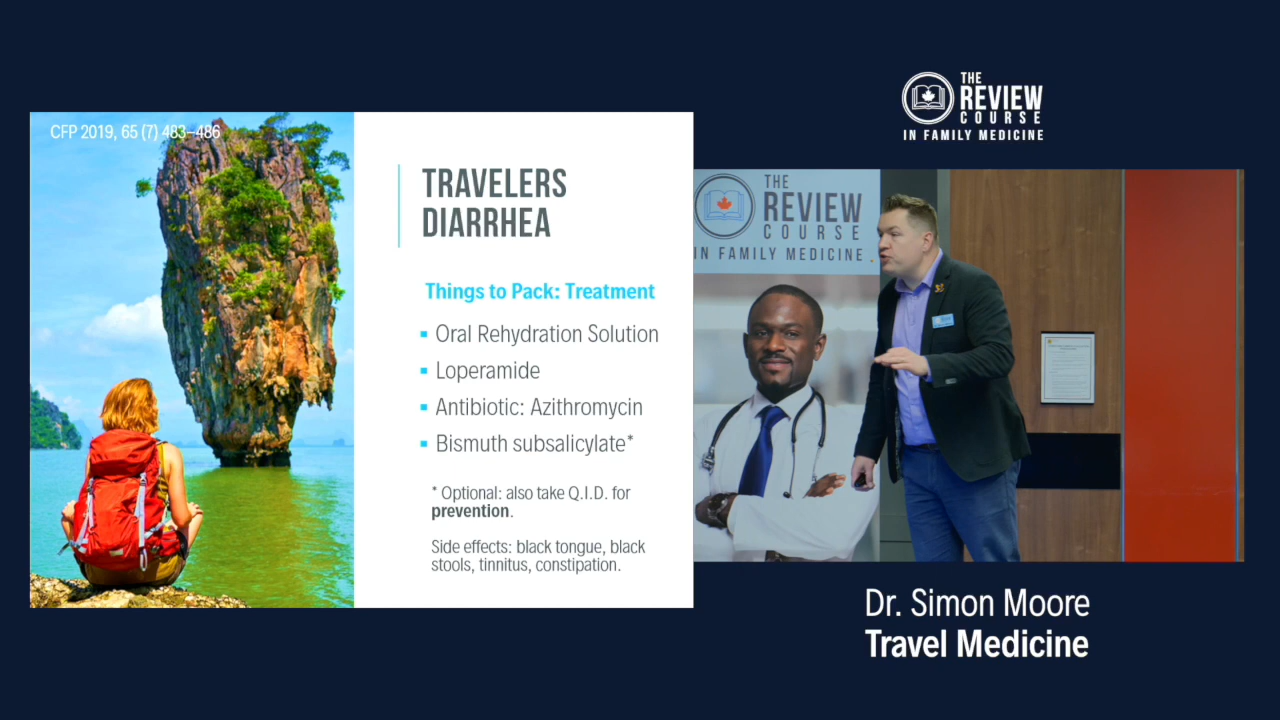 CFP 2019, 65 (7) 483–486
TRAVELERS
DIARRHEA
Things to Pack: Treatment
▪ Oral Rehydration Solution
▪ Loperamide
▪ Antibiotic: Azithromycin
▪ Bismuth subsalicylate*
* Optional: also take Q.I.D. for
prevention.
Side effects: black tongue, black
stools, tinnitus, constipation.
THE
REVIEW
COURSE
IN FAMILY MEDICINE
THE
REVIEW
COURSE
IN FAMILY MEDICINE
Dr. Simon Moore
Travel Medicine